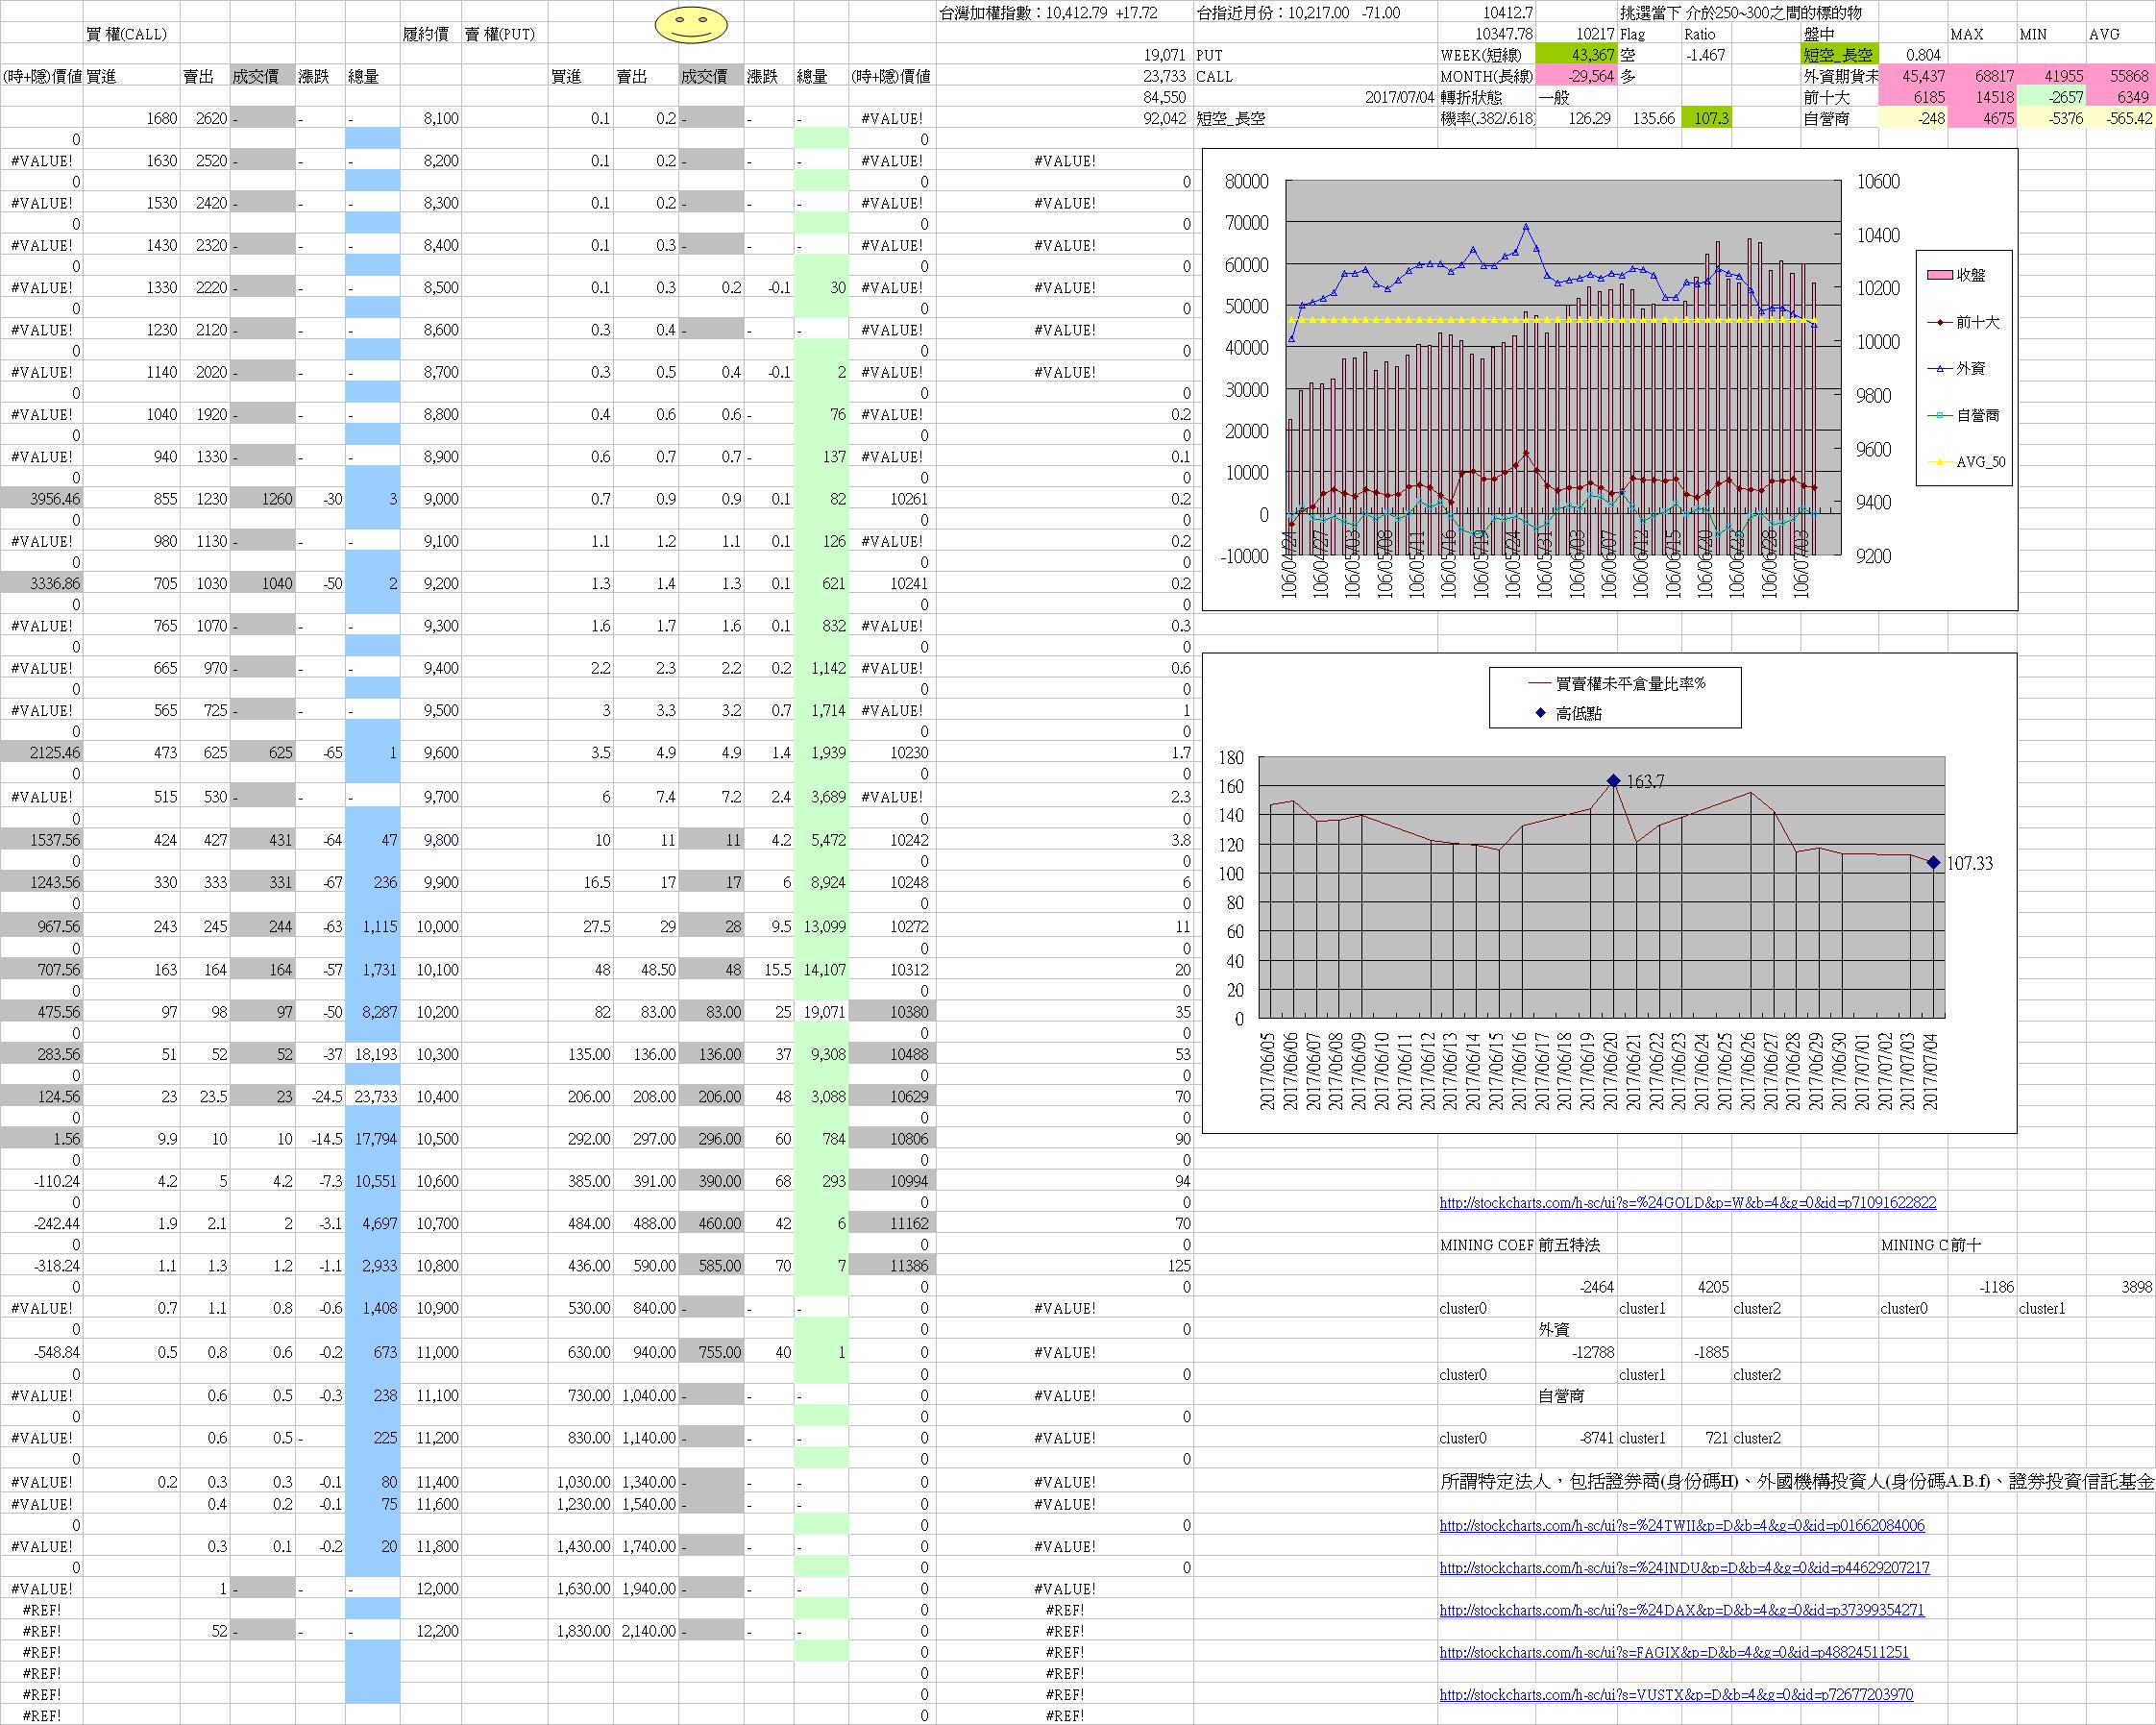 台灣加權指數：10,412.79 +17.72 台指近月份：10,217.00 -71.00 10412.7 挑選當下 介於250~300之間的標的物
買 權(CALL) 履約價 賣 權(PUT) 10347.78 10217 Flag Ratio 盤中 MAX MIN AVG
19,071 PUT WEEK(短線) 43,367 空 -1.467 短空_長空 0.804
(時+隱)價值 買進 賣出 成交價 漲跌 總量 買進 賣出 成交價 漲跌 總量 (時+隱)價值 23,733 CALL MONTH(長線) -29,564 多 外資期貨未 45,437 68817 41955 55868
84,550 2017/07/04 轉折狀態 一般 前十大 6185 14518 -2657 6349
1680 2620 - - - 8,100 0.1 0.2 - - - #VALUE! 92,042 短空_長空 機率(.382/.618) 126.29 135.66 107.3 自營商 -248 4675 -5376 -565.42
0 0
#VALUE! 1630 2520 - - - 8,200 0.1 0.2 - - - #VALUE! #VALUE!
0 0 0
#VALUE! 1530 2420 - - - 8,300 0.1 0.2 - - - #VALUE! #VALUE!
0 0 0
#VALUE! 1430 2320 - - - 8,400 0.1 0.3 - - - #VALUE! #VALUE!
0 0 0
#VALUE! 1330 2220 - - - 8,500 0.1 0.3 0.2 -0.1 30 #VALUE! #VALUE!
0 0 0
#VALUE! 1230 2120 - - - 8,600 0.3 0.4 - - - #VALUE! #VALUE!
0 0 0
#VALUE! 1140 2020 - - - 8,700 0.3 0.5 0.4 -0.1 2 #VALUE! #VALUE!
0 0 0
#VALUE! 1040 1920 - - - 8,800 0.4 0.6 0.6 - 76 #VALUE! 0.2
0 0 0
#VALUE! 940 1330 - - - 8,900 0.6 0.7 0.7 - 137 #VALUE! 0.1
0 0 0
3956.46 855 1230 1260 -30 3 9,000 0.7 0.9 0.9 0.1 82 10261 0.2
0 0 0
#VALUE! 980 1130 - - - 9,100 1.1 1.2 1.1 0.1 126 #VALUE! 0.2
0 0 0
3336.86 705 1030 1040 -50 2 9,200 1.3 1.4 1.3 0.1 621 10241 0.2
0 0 0
#VALUE! 765 1070 - - - 9,300 1.6 1.7 1.6 0.1 832 #VALUE! 0.3
0 0 0
#VALUE! 665 970 - - - 9,400 2.2 2.3 2.2 0.2 1,142 #VALUE! 0.6
0 0 0
#VALUE! 565 725 - - - 9,500 3 3.3 3.2 0.7 1,714 #VALUE! 1
0 0 0
2125.46 473 625 625 -65 1 9,600 3.5 4.9 4.9 1.4 1,939 10230 1.7
0 0 0
#VALUE! 515 530 - - - 9,700 6 7.4 7.2 2.4 3,689 #VALUE! 2.3
0 0 0
1537.56 424 427 431 -64 47 9,800 10 11 11 4.2 5,472 10242 3.8
0 0 0
1243.56 330 333 331 -67 236 9,900 16.5 17 17 6 8,924 10248 6
0 0 0
967.56 243 245 244 -63 1,115 10,000 27.5 29 28 9.5 13,099 10272 11
0 0 0
707.56 163 164 164 -57 1,731 10,100 48 48.50 48 15.5 14,107 10312 20
0 0 0
475.56 97 98 97 -50 8,287 10,200 82 83.00 83.00 25 19,071 10380 35
0 0 0
283.56 51 52 52 -37 18,193 10,300 135.00 136.00 136.00 37 9,308 10488 53
0 0 0
124.56 23 23.5 23 -24.5 23,733 10,400 206.00 208.00 206.00 48 3,088 10629 70
0 0 0
1.56 9.9 10 10 -14.5 17,794 10,500 292.00 297.00 296.00 60 784 10806 90
0 0 0
-110.24 4.2 5 4.2 -7.3 10,551 10,600 385.00 391.00 390.00 68 293 10994 94
0 0 0
-242.44 1.9 2.1 2 -3.1 4,697 10,700 484.00 488.00 460.00 42 6 11162 70
0 0 0
-318.24 1.1 1.3 1.2 -1.1 2,933 10,800 436.00 590.00 585.00 70 7 11386 125
0 0 0
#VALUE! 0.7 1.1 0.8 -0.6 1,408 10,900 530.00 840.00 - - - 0 #VALUE!
0 0 0
-548.84 0.5 0.8 0.6 -0.2 673 11,000 630.00 940.00 755.00 40 1 0 #VALUE!
0 0 0
#VALUE! 0.6 0.5 -0.3 238 11,100 730.00 1,040.00 - - - 0 #VALUE!
0 0 0
#VALUE! 0.6 0.5 - 225 11,200 830.00 1,140.00 - - - 0 #VALUE!
0 0 0
#VALUE! 0.2 0.3 0.3 -0.1 80 11,400 1,030.00 1,340.00 - - - 0 #VALUE!
#VALUE! 0.4 0.2 -0.1 75 11,600 1,230.00 1,540.00 - - - 0 #VALUE!
0 0 0
#VALUE! 0.3 0.1 -0.2 20 11,800 1,430.00 1,740.00 - - - 0 #VALUE!
0 0 0
#VALUE! 1 - - - 12,000 1,630.00 1,940.00 - - - 0 #VALUE!
#REF! 0 #REF!
#REF! 52 - - - 12,200 1,830.00 2,140.00 - - - 0 #REF!
#REF! 0 #REF!
#REF! 0 #REF!
#REF! 0 #REF!
#REF! 0 #REF!
80000 10600
70000 10400
60000
50000 10200
40000 10000
30000 9800
20000
10000 9600
0 9400
-10000 9200
106/04/24 106/04/27 106/05/03 106/05/08 106/05/11 106/05/16 106/05/19 106/05/24 106/05/31 106/06/03 106/06/07 106/06/12 106/06/15 106/06/20 106/06/23 106/06/28 106/07/03
收盤
前十大
外資
自營商
AVG_50
買賣權未平倉量比率%
高低點
180
160
140
120
100
80
60
40
20
0
163.7
107.33
2017/06/05 2017/06/06 2017/06/07 2017/06/08 2017/06/09 2017/06/10 2017/06/11 2017/06/12 2017/06/13 2017/06/14 2017/06/15 2017/06/16 2017/06/17 2017/06/18 2017/06/19 2017/06/20 2017/06/21 2017/06/22 2017/06/23 2017/06/24 2017/06/25 2017/06/26 2017/06/27 2017/06/28 2017/06/29 2017/06/30 2017/07/01 2017/07/02 2017/07/03 2017/07/04
http://stockcharts.com/h-sc/ui?s=%24GOLD&p=W&b=4&g=0&id=p71091622822
MINING COEF 前五特法 MINING C 前十
-2464 4205 -1186 3898
cluster0 cluster1 cluster2 cluster0 cluster1
外資
-12788 -1885
cluster0 cluster1 cluster2
自營商
cluster0 -8741 cluster1 721 cluster2
所謂特定法人，包括證券商(身份碼H)、外國機構投資人(身份碼A.B.f)、證券投資信託基金
http://stockcharts.com/h-sc/ui?s=%24TWII&p=D&b=4&g=0&id=p01662084006
http://stockcharts.com/h-sc/ui?s=%24INDU&p=D&b=4&g=0&id=p44629207217
http://stockcharts.com/h-sc/ui?s=%24DAX&p=D&b=4&g=0&id=p37399354271
http://stockcharts.com/h-sc/ui?s=FAGIX&p=D&b=4&g=0&id=p48824511251
http://stockcharts.com/h-sc/ui?s=VUSTX&p=D&b=4&g=0&id=p72677203970